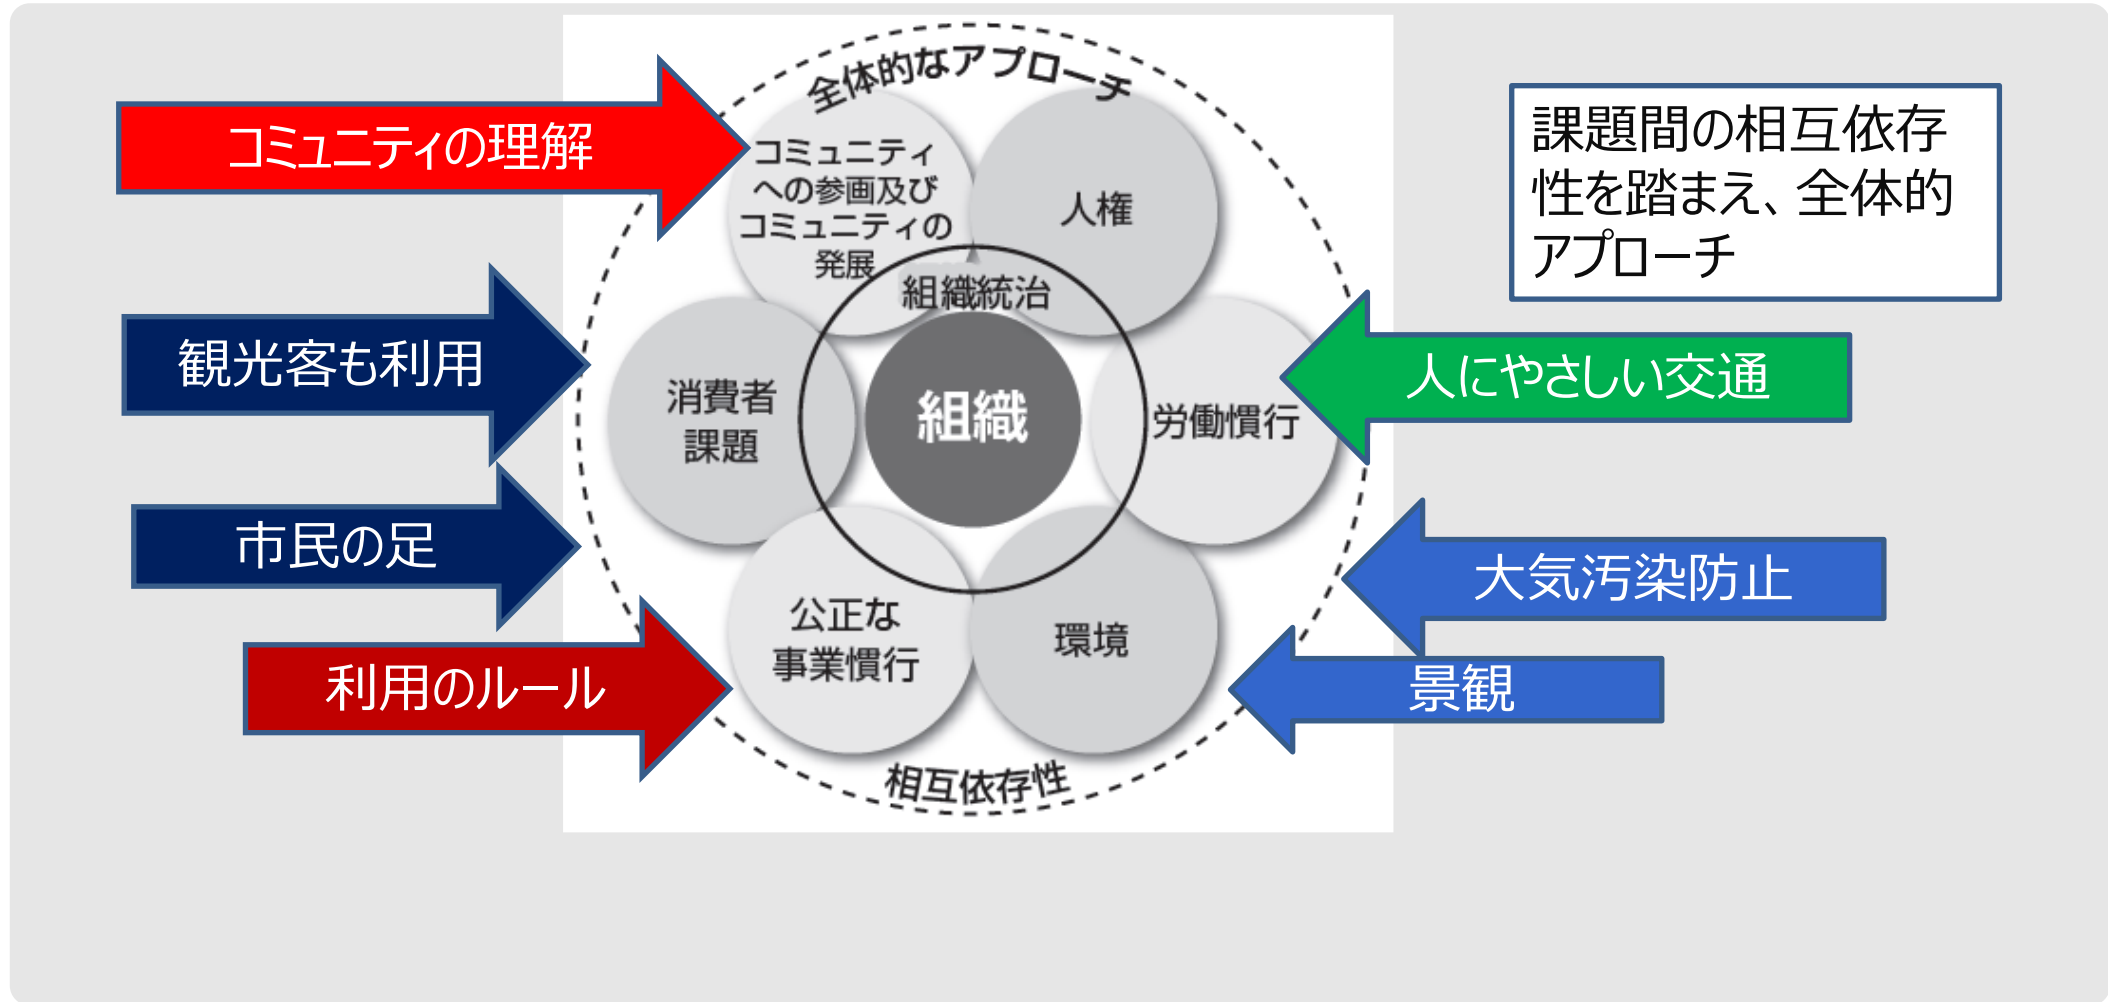 全体的なアプローチ
コミュニティの理解
課題間の相互依存
性を踏まえ、全体的
アプローチ
コミュニティ
への参画及び
コミュニティの
発展
人権
組織統治
観光客も利用
人にやさしい交通
消費者
課題
組織
労働慣行
市民の足
大気汚染防止
公正な
事業慣行
環境
利用のルール
景観
相互依存性